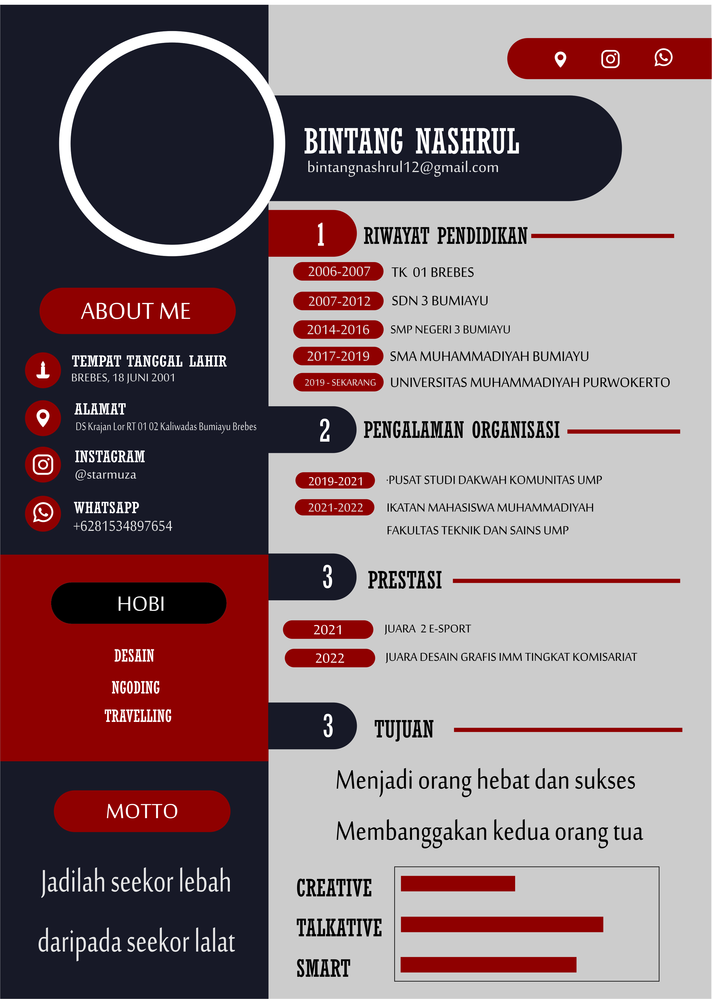 BINTANG NASHRUL
bintangnashrul12@gmail.com
ABOUT ME
TEMPAT TANGGAL LAHIR
BREBES, 18 JUNI 2001
ALAMAT
DS Krajan Lor RT 01 02 Kaliwadas Bumiayu Brebes
INSTAGRAM
@starmuza
WHATSAPP
+6281534897654
HOBI
DESAIN
NGODING
TRAVELLING
MOTTO
Jadilah seekor lebah
daripada seekor lalat
1 RIWAYAT PENDIDIKAN
2006-2007 TK 01 BREBES
2007-2012 SDN 3 BUMIAYU
2014-2016 SMP NEGERI 3 BUMIAYU
2017-2019 SMA MUHAMMADIYAH BUMIAYU
2019 - SEKARANG UNIVERSITAS MUHAMMADIYAH PURWOKERTO
2 PENGALAMAN ORGANISASI
2019-2021 ·PUSAT STUDI DAKWAH KOMUNITAS UMP
2021-2022 IKATAN MAHASISWA MUHAMMADIYAH
FAKULTAS TEKNIK DAN SAINS UMP
3 PRESTASI
2021 JUARA 2 E-SPORT
2022 JUARA DESAIN GRAFIS IMM TINGKAT KOMISARIAT
3 TUJUAN
Menjadi orang hebat dan sukses
Membanggakan kedua orang tua
CREATIVE
TALKATIVE
SMART